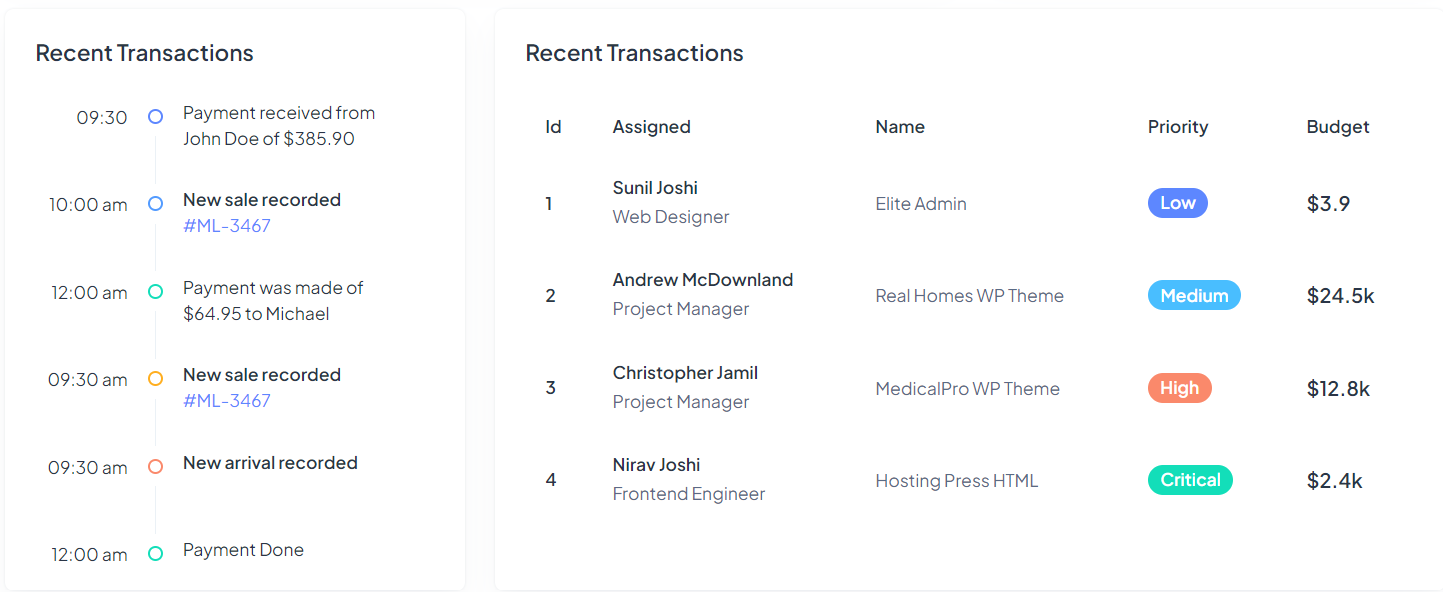 Recent Transactions
09:30
Payment received from
John Doe of $385.90
10:00 am
New sale recorded
#ML-3467
12:00 am
Payment was made of
$64.95 to Michael
09:30 am
New sale recorded
#ML-3467
09:30 am
New arrival recorded
12:00 am
Payment Done
Recent Transactions
Id Assigned Name Priority Budget
Sunil Joshi
1 Elite Admin Low $3.9
Web Designer
Andrew McDownland
2 Real Homes WP Theme Medium $24.5k
Project Manager
Christopher Jamil
3 MedicalPro WP Theme High $12.8k
Project Manager
Nirav Joshi
4 Hosting Press HTML Critical $2.4k
Frontend Engineer